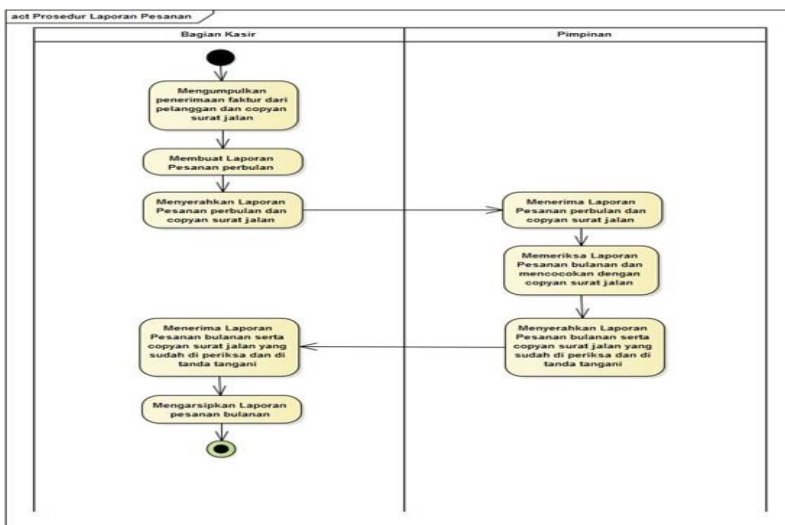 act Prosedur Laporan Pesanan
Bagian Kasir
Pimpinan
Mengumpulkan
penerimaan faktur dari
pelanggan dan copyan
surat jalan
Membuat Laporan
Pesanan perbulan
Menyerahkan Laporan
Pesanan perbulan dan
copyan surat jalan
Menerima Laporan
Pesanan perbulan dan
copyan surat jalan
Memeriksa Laporan
Pesanan bulanan dan
mencocokan dengan
copyan surat jalan
Menyerahkan Laporan
Pesanan bulanan serta
copyan surat jalan yang
sudah di periksa dan di
tanda tangani
Menerima Laporan
Pesanan bulanan serta
copyan surat jalan yang
sudah di periksa dan di
tanda tangani
Mengarsipkan Laporan
pesanan bulanan